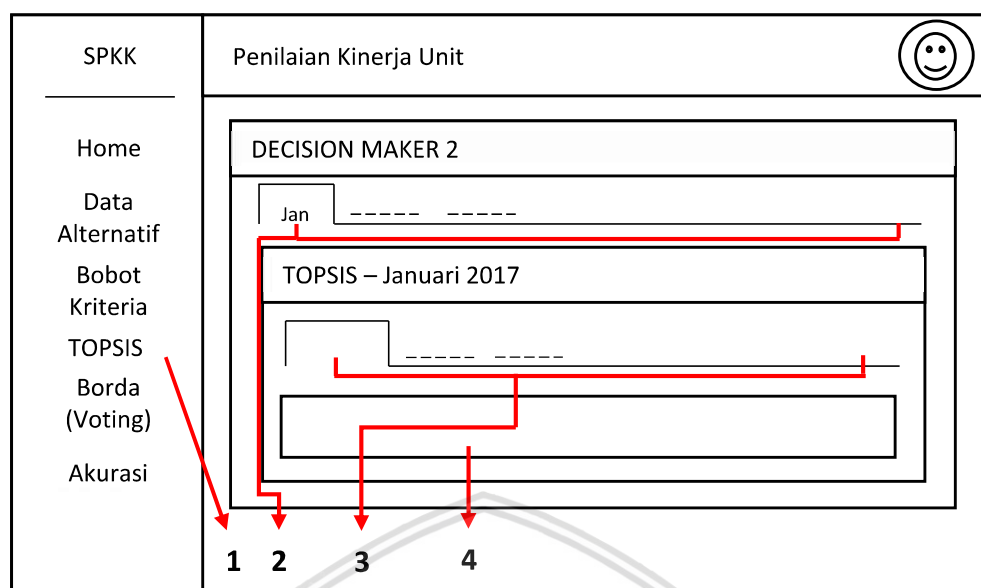 SPKK
Penilaian Kinerja Unit
Home
Data
Alternatif
Bobot
Kriteria
TOPSIS
Borda
(Voting)
Akurasi
DECISION MAKER 2
Jan
TOPSIS – Januari 2017
1 2 3 4